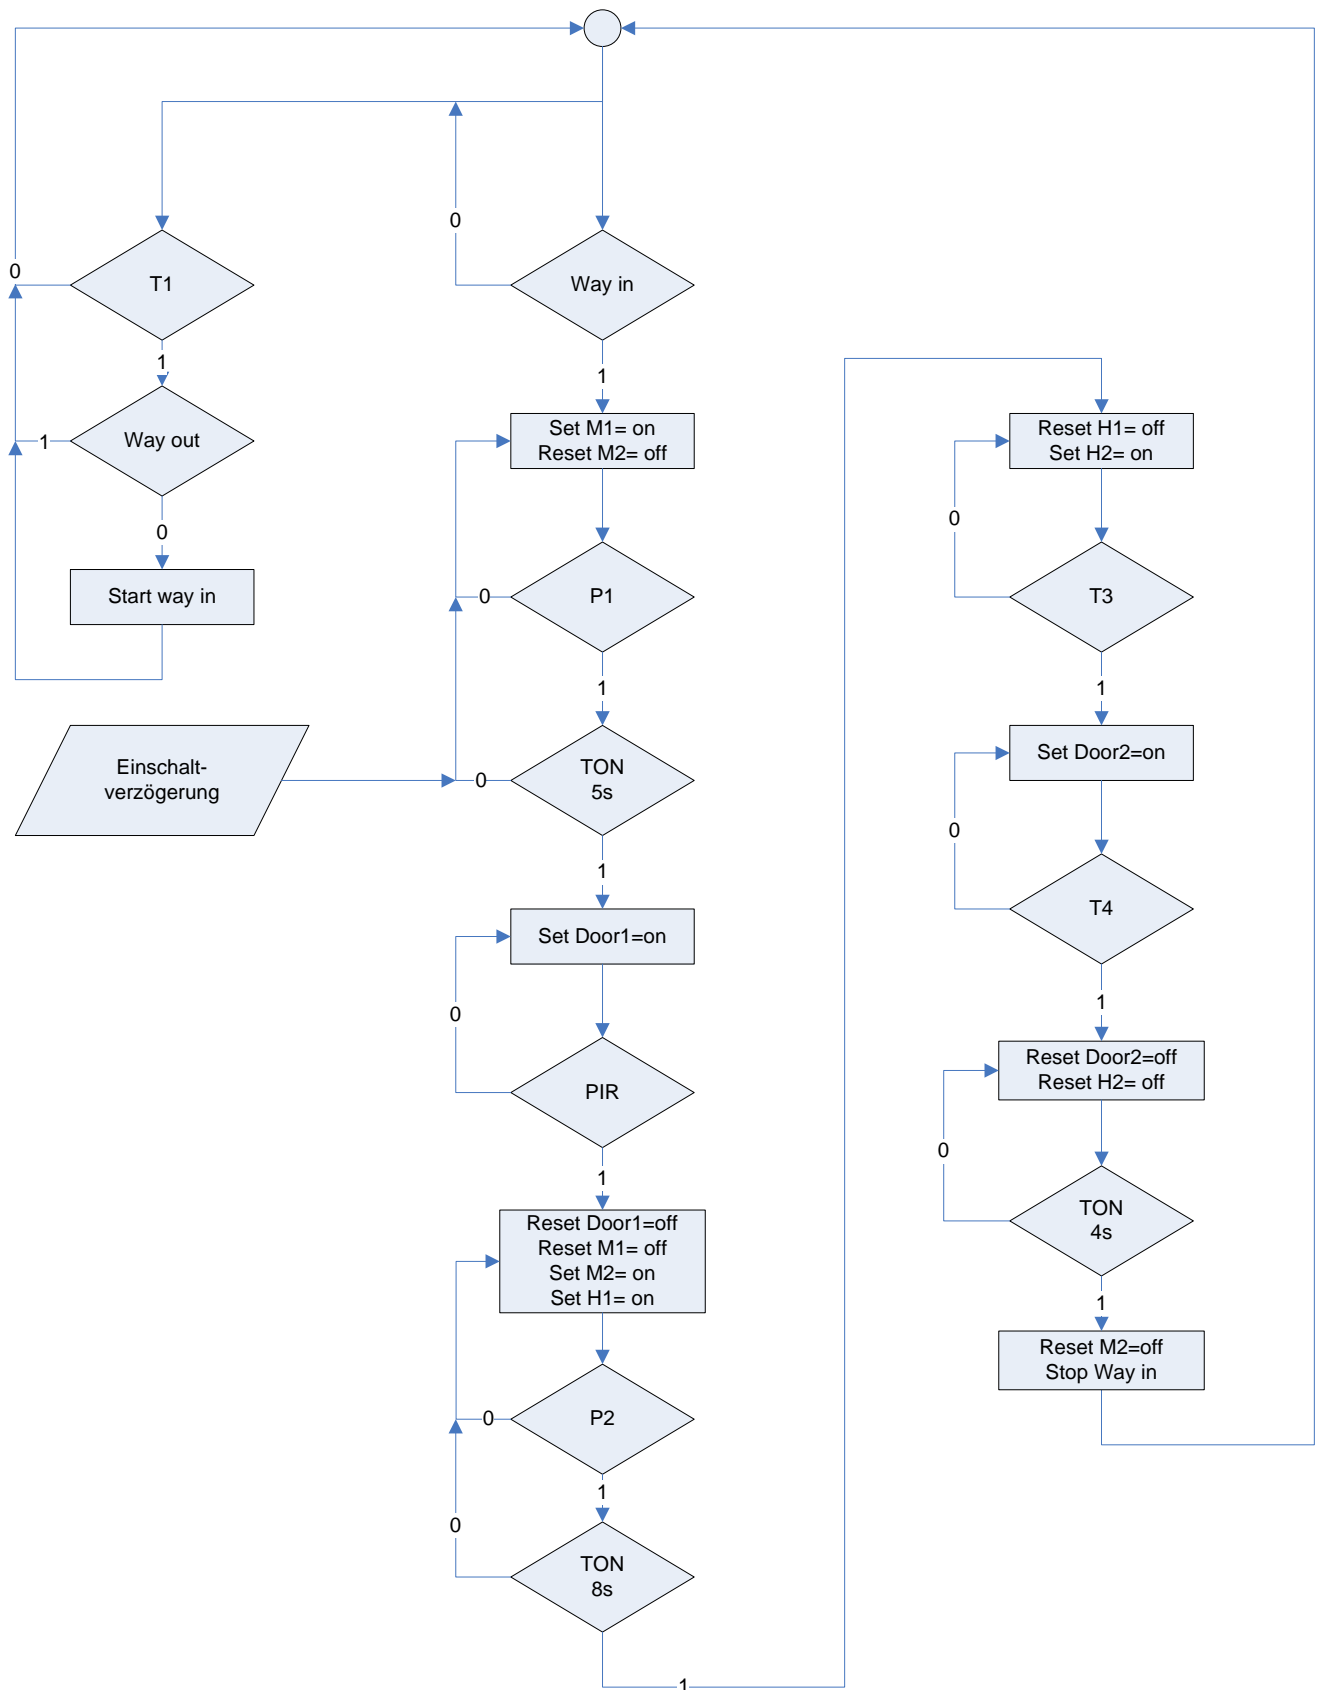 0
0
T1
Way in
1
1
Way out
1
0
Start way in
Set M1= on
Reset M2= off
P1
0
1
Einschalt-
verzögerung
0
TON
5s
1
Set Door1=on
0
PIR
1
Reset Door1=off
Reset M1= off
Set M2= on
Set H1= on
P2
0
1
0
TON
8s
1
Reset H1= off
Set H2= on
0
T3
1
Set Door2=on
0
T4
1
Reset Door2=off
Reset H2= off
0
TON
4s
1
Reset M2=off
Stop Way in